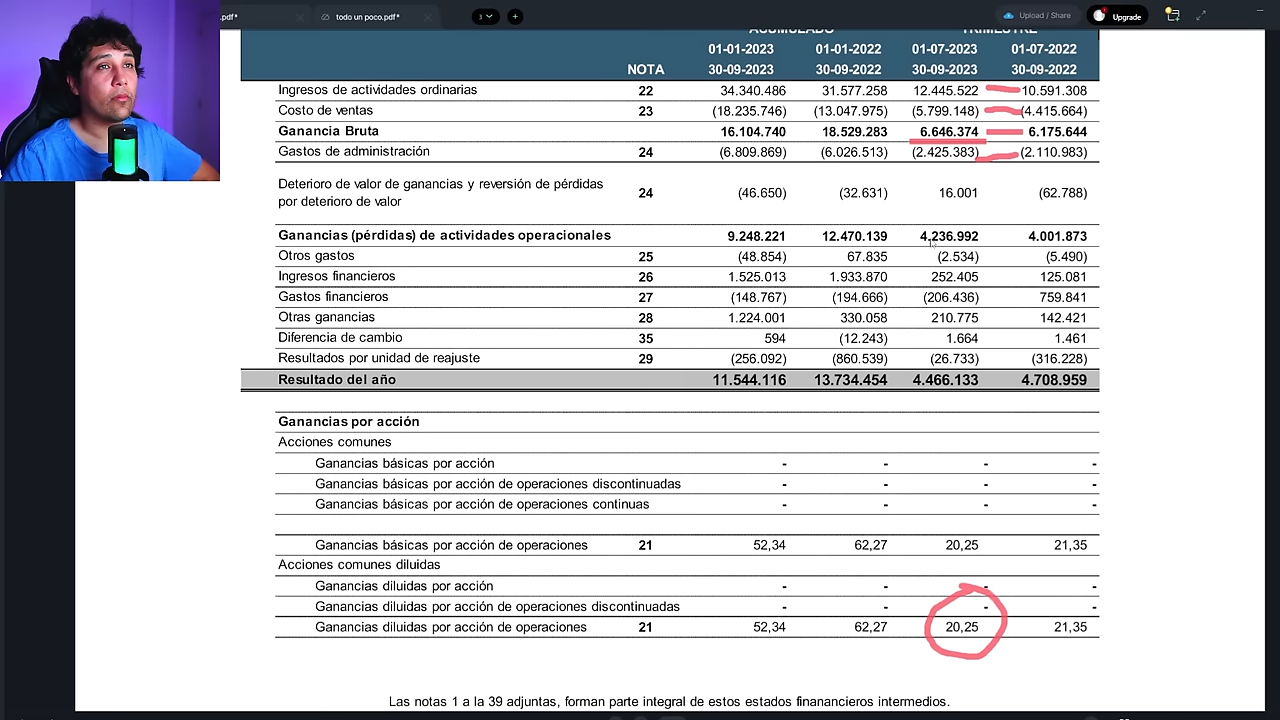 .pdf*
todo un poco.pdf*
3
+
Upload / Share
Upgrade
ACUMULADO TRIMESTRE
01-01-2023 01-01-2022 01-07-2023 01-07-2022
NOTA 30-09-2023 30-09-2022 30-09-2023 30-09-2022
Ingresos de actividades ordinarias 22 34.340.486 31.577.258 12.445.522 10.591.308
Costo de ventas 23 (18.235.746) (13.047.975) (5.799.148) (4.415.664)
Ganancia Bruta 16.104.740 18.529.283 6.646.374 6.175.644
Gastos de administración 24 (6.809.869) (6.026.513) (2.425.383) (2.110.983)
Deterioro de valor de ganancias y reversión de pérdidas
por deterioro de valor 24 (46.650) (32.631) 16.001 (62.788)
Ganancias (pérdidas) de actividades operacionales 9.248.221 12.470.139 4.236.992 4.001.873
Otros gastos 25 (48.854) 67.835 (2.534) (5.490)
Ingresos financieros 26 1.525.013 1.933.870 252.405 125.081
Gastos financieros 27 (148.767) (194.666) (206.436) 759.841
Otras ganancias 28 1.224.001 330.058 210.775 142.421
Diferencia de cambio 35 594 (12.243) 1.664 1.461
Resultados por unidad de reajuste 29 (256.092) (860.539) (26.733) (316.228)
Resultado del año 11.544.116 13.734.454 4.466.133 4.708.959
Ganancias por acción
Acciones comunes
Ganancias básicas por acción - - - -
Ganancias básicas por acción de operaciones discontinuadas - - - -
Ganancias básicas por acción de operaciones continuas - - - -
Ganancias básicas por acción de operaciones 21 52,34 62,27 20,25 21,35
Acciones comunes diluidas
Ganancias diluidas por acción - - - -
Ganancias diluidas por acción de operaciones discontinuadas - - - -
Ganancias diluidas por acción de operaciones 21 52,34 62,27 20,25 21,35
Las notas 1 a la 39 adjuntas, forman parte integral de estos estados finanancieros intermedios.